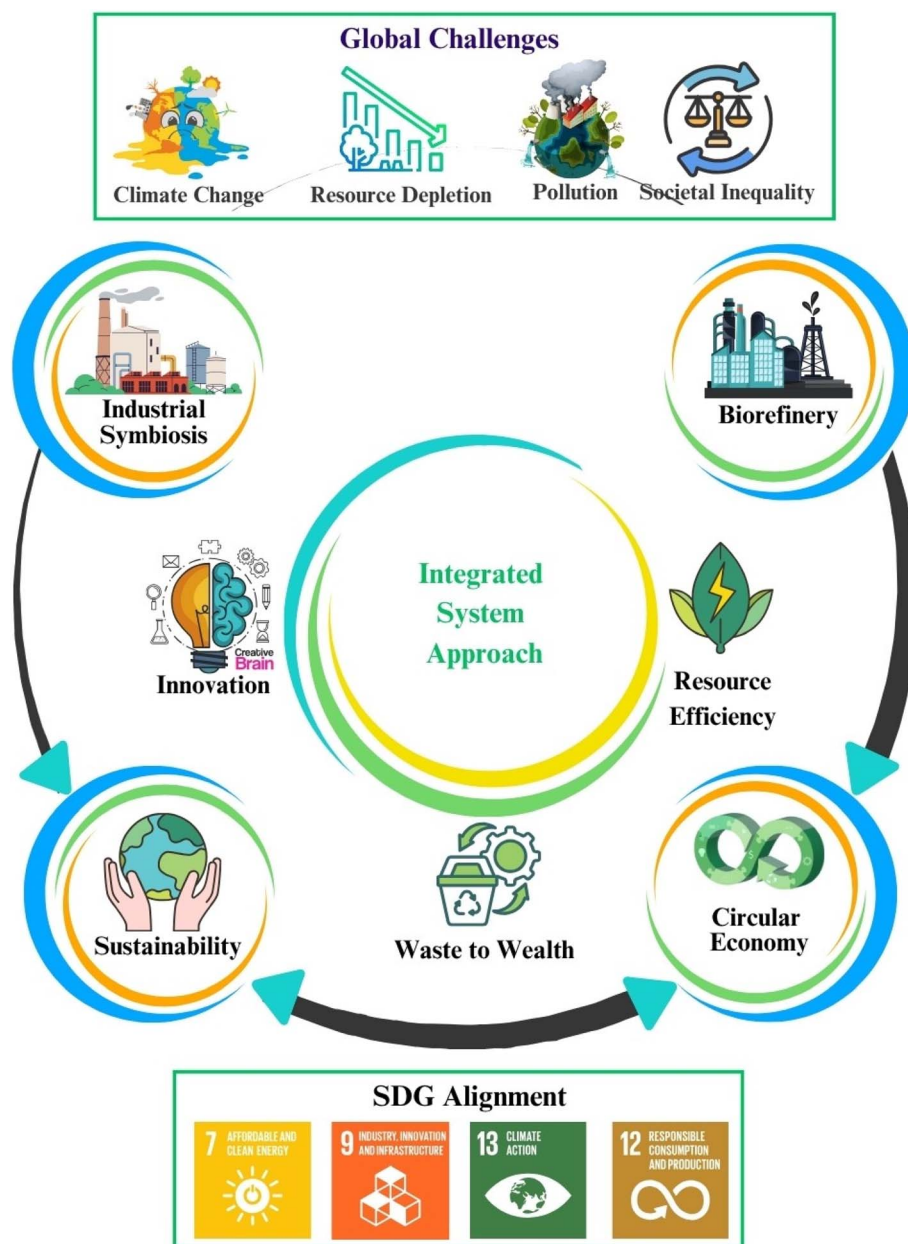 Global Challenges
Climate Change
Resource Depletion
Pollution
Societal Inequality
Industrial
Symbiosis
Biorefinery
Integrated
System
Approach
Creative
Brain
Innovation
Resource
Efficiency
Sustainability
Waste to Wealth
Circular
Economy
SDG Alignment
7 AFFORDABLE AND
CLEAN ENERGY
9 INDUSTRY, INNOVATION
AND INFRASTRUCTURE
13 CLIMATE
ACTION
12 RESPONSIBLE
CONSUMPTION
AND PRODUCTION